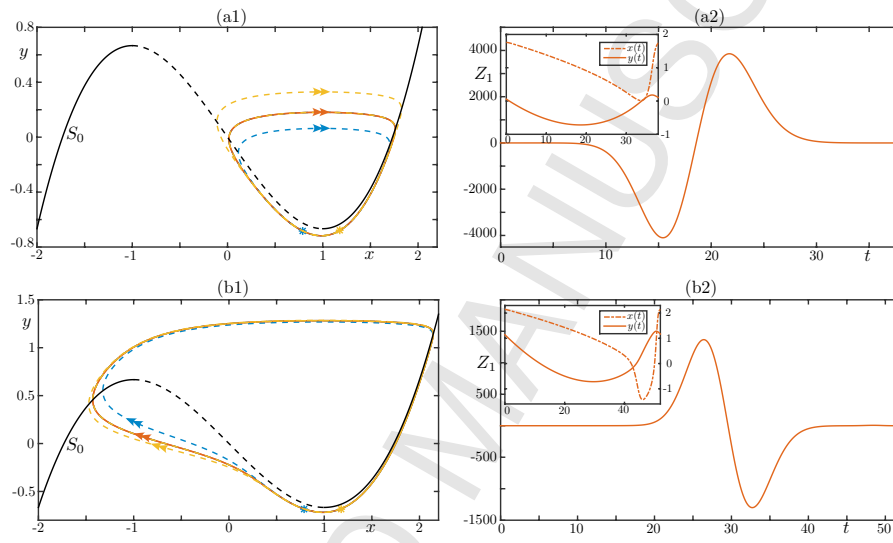 (a1)
0.8
y
0.4
0
-0.4
-0.8
S₀
-2
-1
0
x
1
2
(a2)
4000
Z₁
2000
0
-2000
-4000
x(t)
y(t)
2
1
0
-1
0
10
20
30
0
10
20
30
t
(b1)
1.5
y
1
0.5
0
-0.5
S₀
-2
-1
0
1
x
2
(b2)
1500
Z₁
500
-500
-1500
x(t)
y(t)
2
1
0
-1
0
20
40
0
10
20
30
40
t
50
MANUSC
D MANU